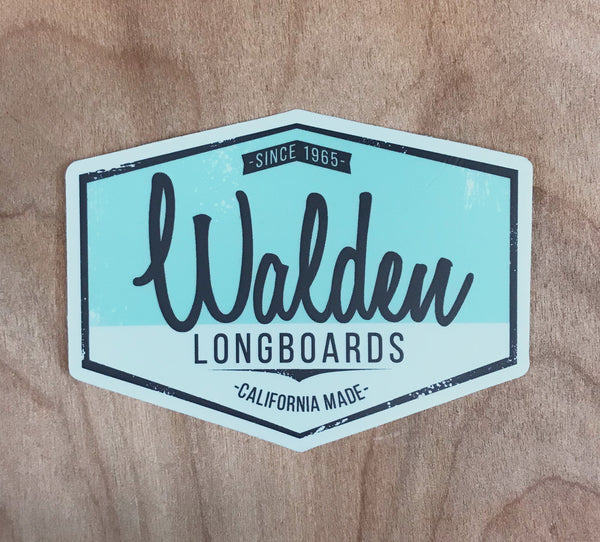 -SINCE 1965-
Walden
LONGBOARDS
-CALIFORNIA MADE-